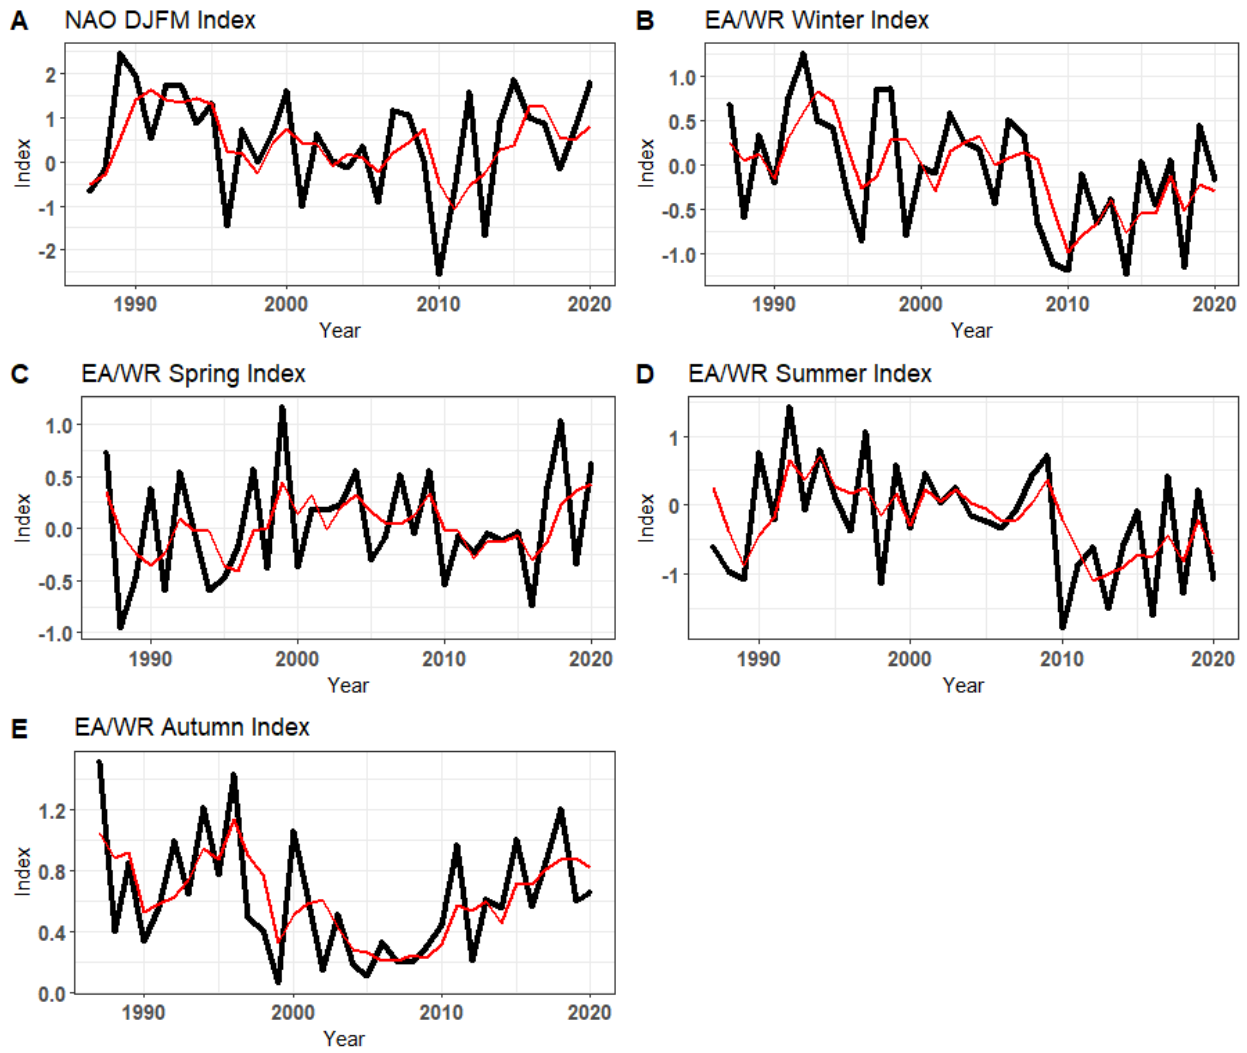 A NAO DJFM Index
2
1
0
-1
-2
Index
1990 2000 2010 2020
Year
B EA/WR Winter Index
1.0
0.5
0.0
-0.5
-1.0
Index
1990 2000 2010 2020
Year
C EA/WR Spring Index
1.0
0.5
0.0
-0.5
-1.0
Index
1990 2000 2010 2020
Year
D EA/WR Summer Index
1
0
-1
Index
1990 2000 2010 2020
Year
E EA/WR Autumn Index
1.2
0.8
0.4
0.0
Index
1990 2000 2010 2020
Year